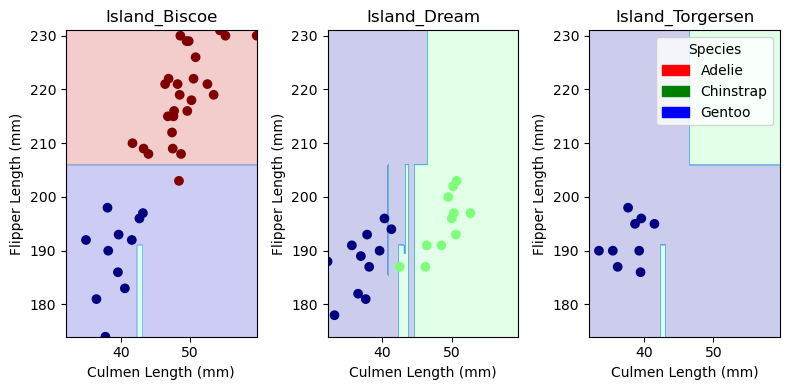 Island_Biscoe
Island_Dream
Island_Torgersen
230
220
210
200
190
180
40
50
Flipper Length (mm)
Culmen Length (mm)
230
220
210
200
190
180
40
50
Flipper Length (mm)
Culmen Length (mm)
230
220
210
200
190
180
40
50
Flipper Length (mm)
Culmen Length (mm)
Species
Adelie
Chinstrap
Gentoo